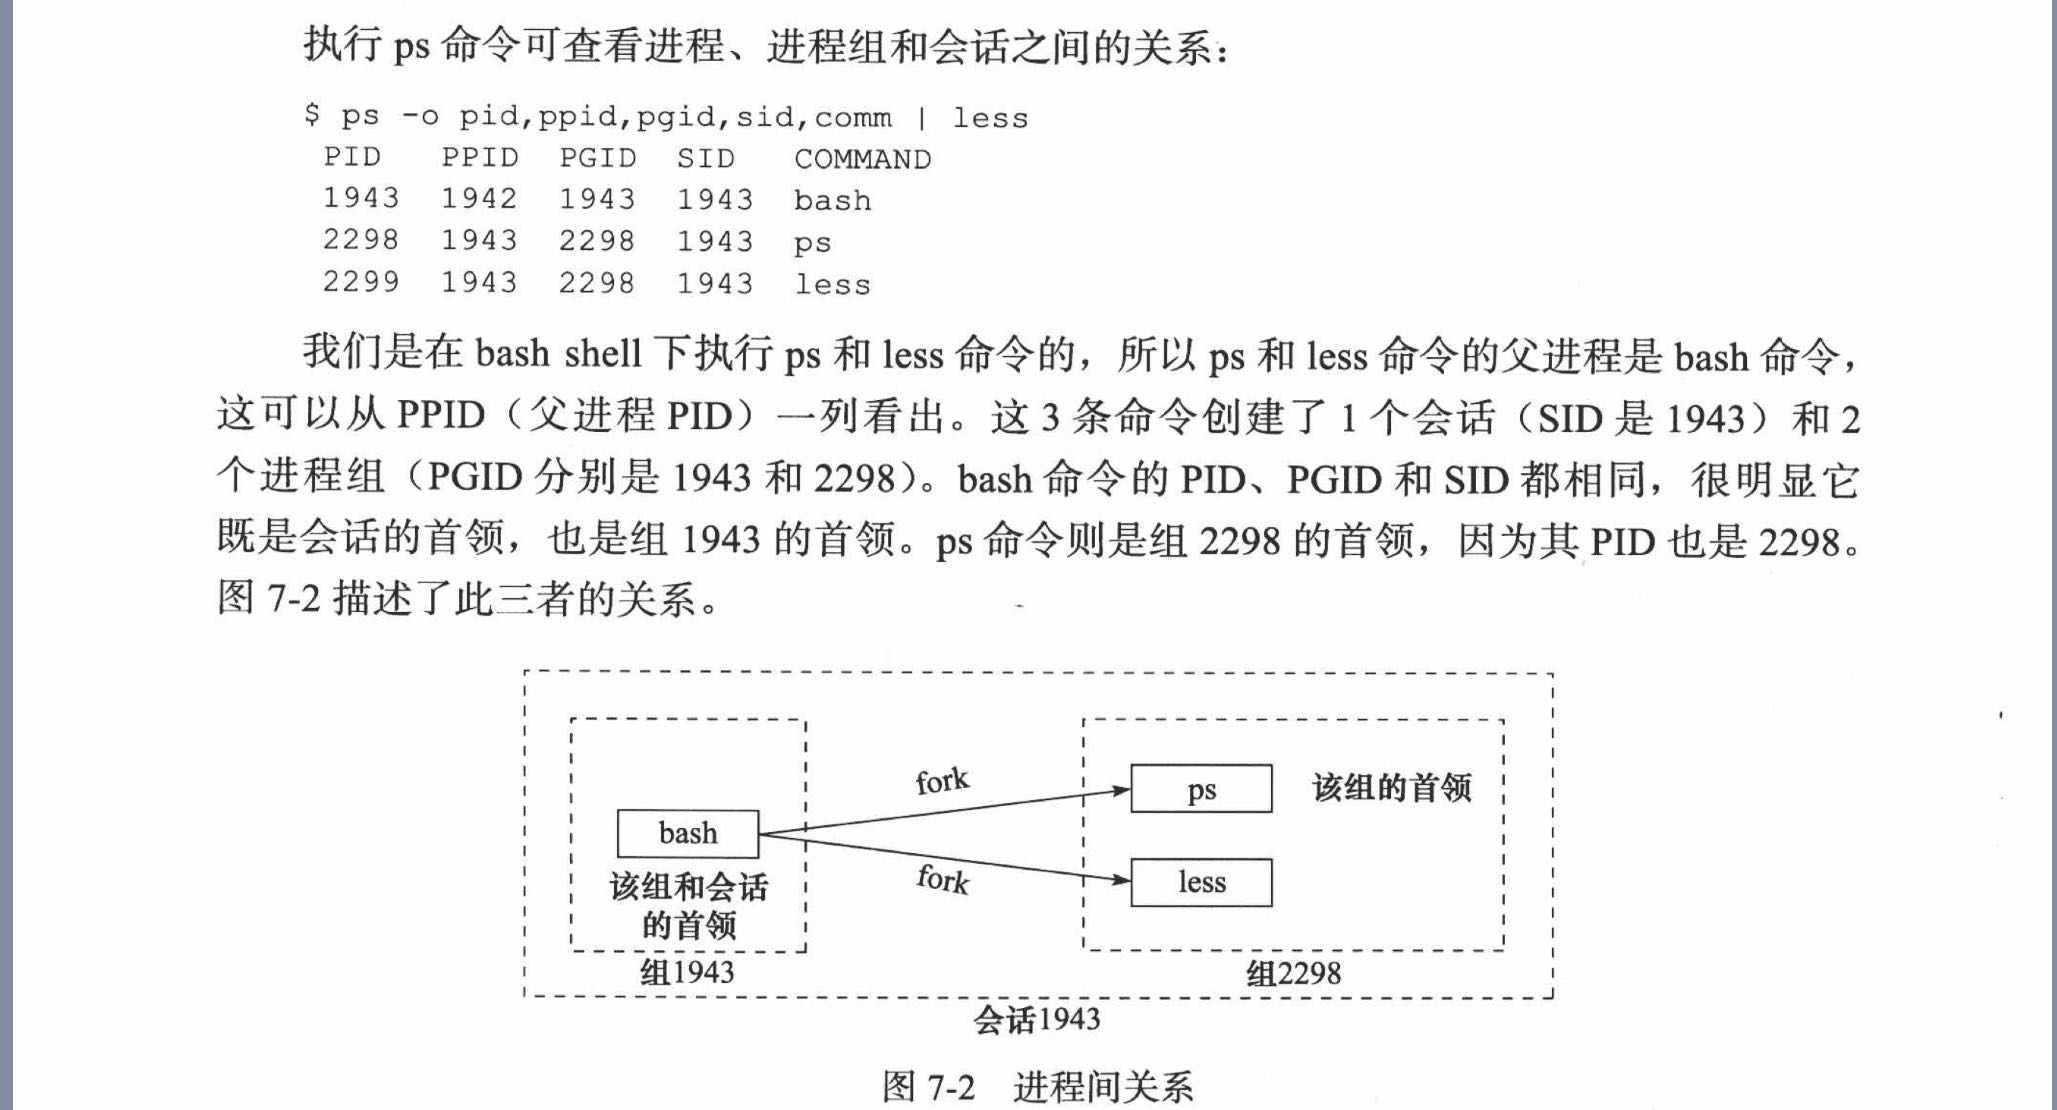 执行 ps 命令可查看进程、进程组和会话之间的关系：
$ ps -o pid,ppid,pgid,sid,comm | less
PID PPID PGID SID COMMAND
1943 1942 1943 1943 bash
2298 1943 2298 1943 ps
2299 1943 2298 1943 less
我们是在 bash shell 下执行 ps 和 less 命令的，所以 ps 和 less 命令的父进程是 bash 命令，
这可以从 PPID（父进程 PID）一列看出。这 3 条命令创建了 1 个会话（SID 是 1943）和 2
个进程组（PGID 分别是 1943 和 2298）。bash 命令的 PID、PGID 和 SID 都相同，很明显它
既是会话的首领，也是组 1943 的首领。ps 命令则是组 2298 的首领，因为其 PID 也是 2298。
图 7-2 描述了此三者的关系。
fork
ps 该组的首领
bash
fork
less
该组和会话
的首领
组1943
组2298
会话1943
图 7-2 进程间关系